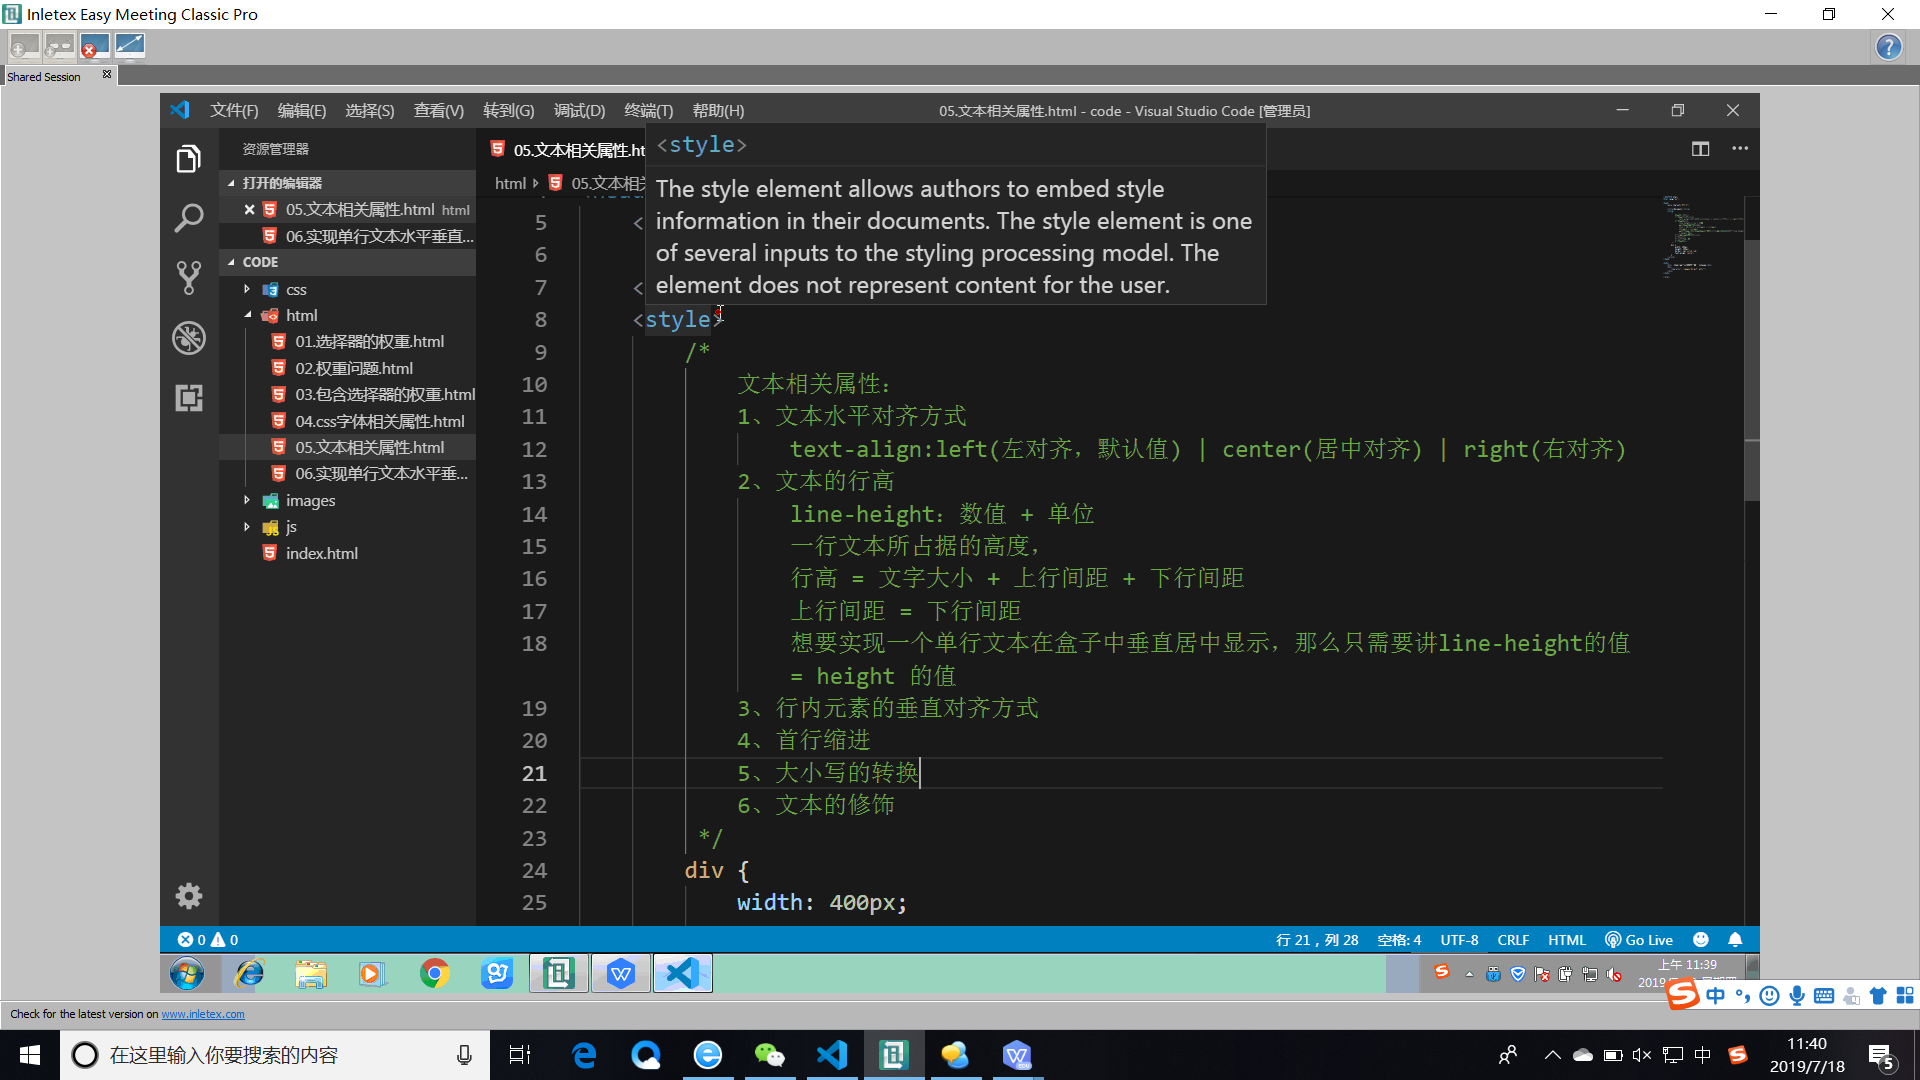 Inletex Easy Meeting Classic Pro
Shared Session
文件(F) 编辑(E) 选择(S) 查看(V) 转到(G) 调试(D) 终端(T) 帮助(H)
05.文本相关属性.html - code - Visual Studio Code [管理员]
资源管理器
打开的编辑器
05.文本相关属性.html html
06.实现单行文本水平垂直...
CODE
css
html
01.选择器的权重.html
02.权重问题.html
03.包含选择器的权重.html
04.css字体相关属性.html
05.文本相关属性.html
06.实现单行文本水平垂...
images
js
index.html
05.文本相关属性.ht
html
05.文本相关
<style>
The style element allows authors to embed style
information in their documents. The style element is one
of several inputs to the styling processing model. The
element does not represent content for the user.
5 <
6
7 <
8 <style>
9 /*
10 文本相关属性：
11 1、文本水平对齐方式
12 text-align:left(左对齐，默认值) | center(居中对齐) | right(右对齐)
13 2、文本的行高
14 line-height：数值 + 单位
15 一行文本所占据的高度，
16 行高 = 文字大小 + 上行间距 + 下行间距
17 上行间距 = 下行间距
18 想要实现一个单行文本在盒子中垂直居中显示，那么只需要讲line-height的值
= height 的值
19 3、行内元素的垂直对齐方式
20 4、首行缩进
21 5、大小写的转换
22 6、文本的修饰
23 */
24 div {
25 width: 400px;
0 0
行 21，列 28 空格: 4 UTF-8 CRLF HTML Go Live
上午 11:39
2019
中
Check for the latest version on www.inletex.com
在这里输入你要搜索的内容
中
11:40
2019/7/18
5